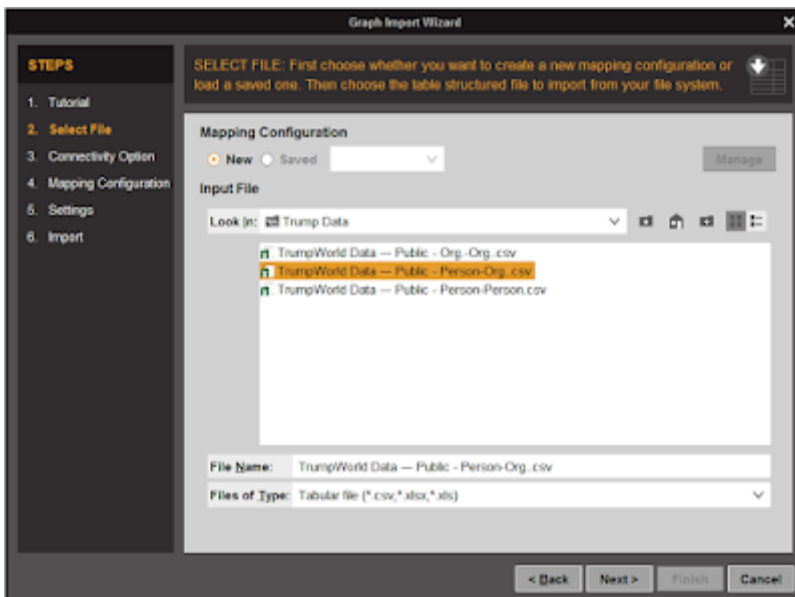 Graph Import Wizard
STEPS
1. Tutorial
2. Select File
3. Connectivity Option
4. Mapping Configuration
5. Settings
6. Import
SELECT FILE: First choose whether you want to create a new mapping configuration or
load a saved one. Then choose the table structured file to import from your file system.
Mapping Configuration
New Saved
Manage
Input File
Look In: Trump Data
TrumpWorld Data — Public - Org.-Org..csv
TrumpWorld Data — Public - Person-Org..csv
TrumpWorld Data — Public - Person-Person.csv
File Name: TrumpWorld Data — Public - Person-Org..csv
Files of Type: Tabular file (*.csv,*.xlsx,*.xls)
< Back Next > Finish Cancel